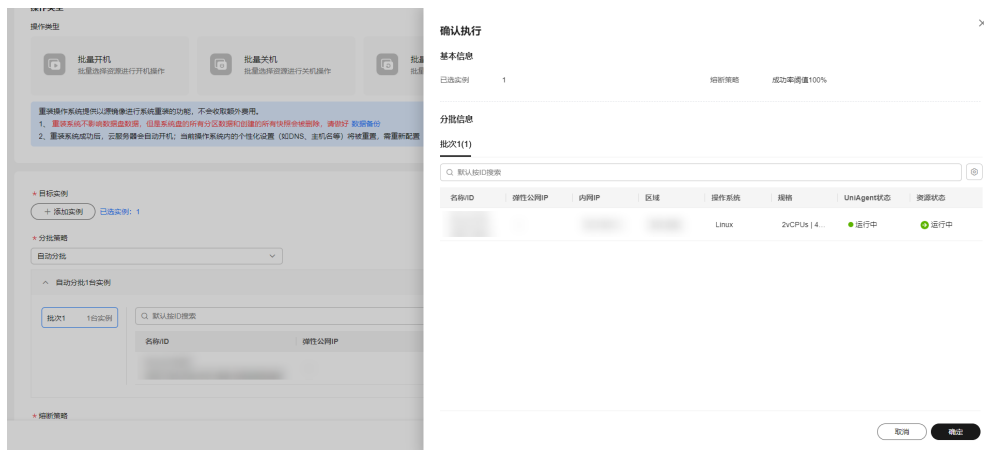 操作类型
操作类型
批量开机
批量选择资源进行开机操作
批量关机
批量选择资源进行关机操作
重装操作系统提供以源镜像进行系统重装的功能，不会收取额外费用。
1、 重装系统不影响数据盘数据，但是系统盘的所有分区数据和创建的所有快照会被删除，请做好 数据备份
2、重装系统成功后，云服务器会自动开机；当前操作系统内的个性化设置（如DNS、主机名等）将被重置，需重新配置
* 目标实例
+ 添加实例 已选实例：1
* 分批策略
自动分批
自动分批1台实例
批次1 1台实例
默认按ID搜索
名称/ID 弹性公网IP
* 熔断策略
确认执行
基本信息
已选实例 1 熔断策略 成功率阈值100%
分批信息
批次1(1)
默认按ID搜索
名称/ID 弹性公网IP 内网IP 区域 操作系统 规格 UniAgent状态 资源状态
Linux 2vCPUs | 4... 运行中 运行中
取消 确定